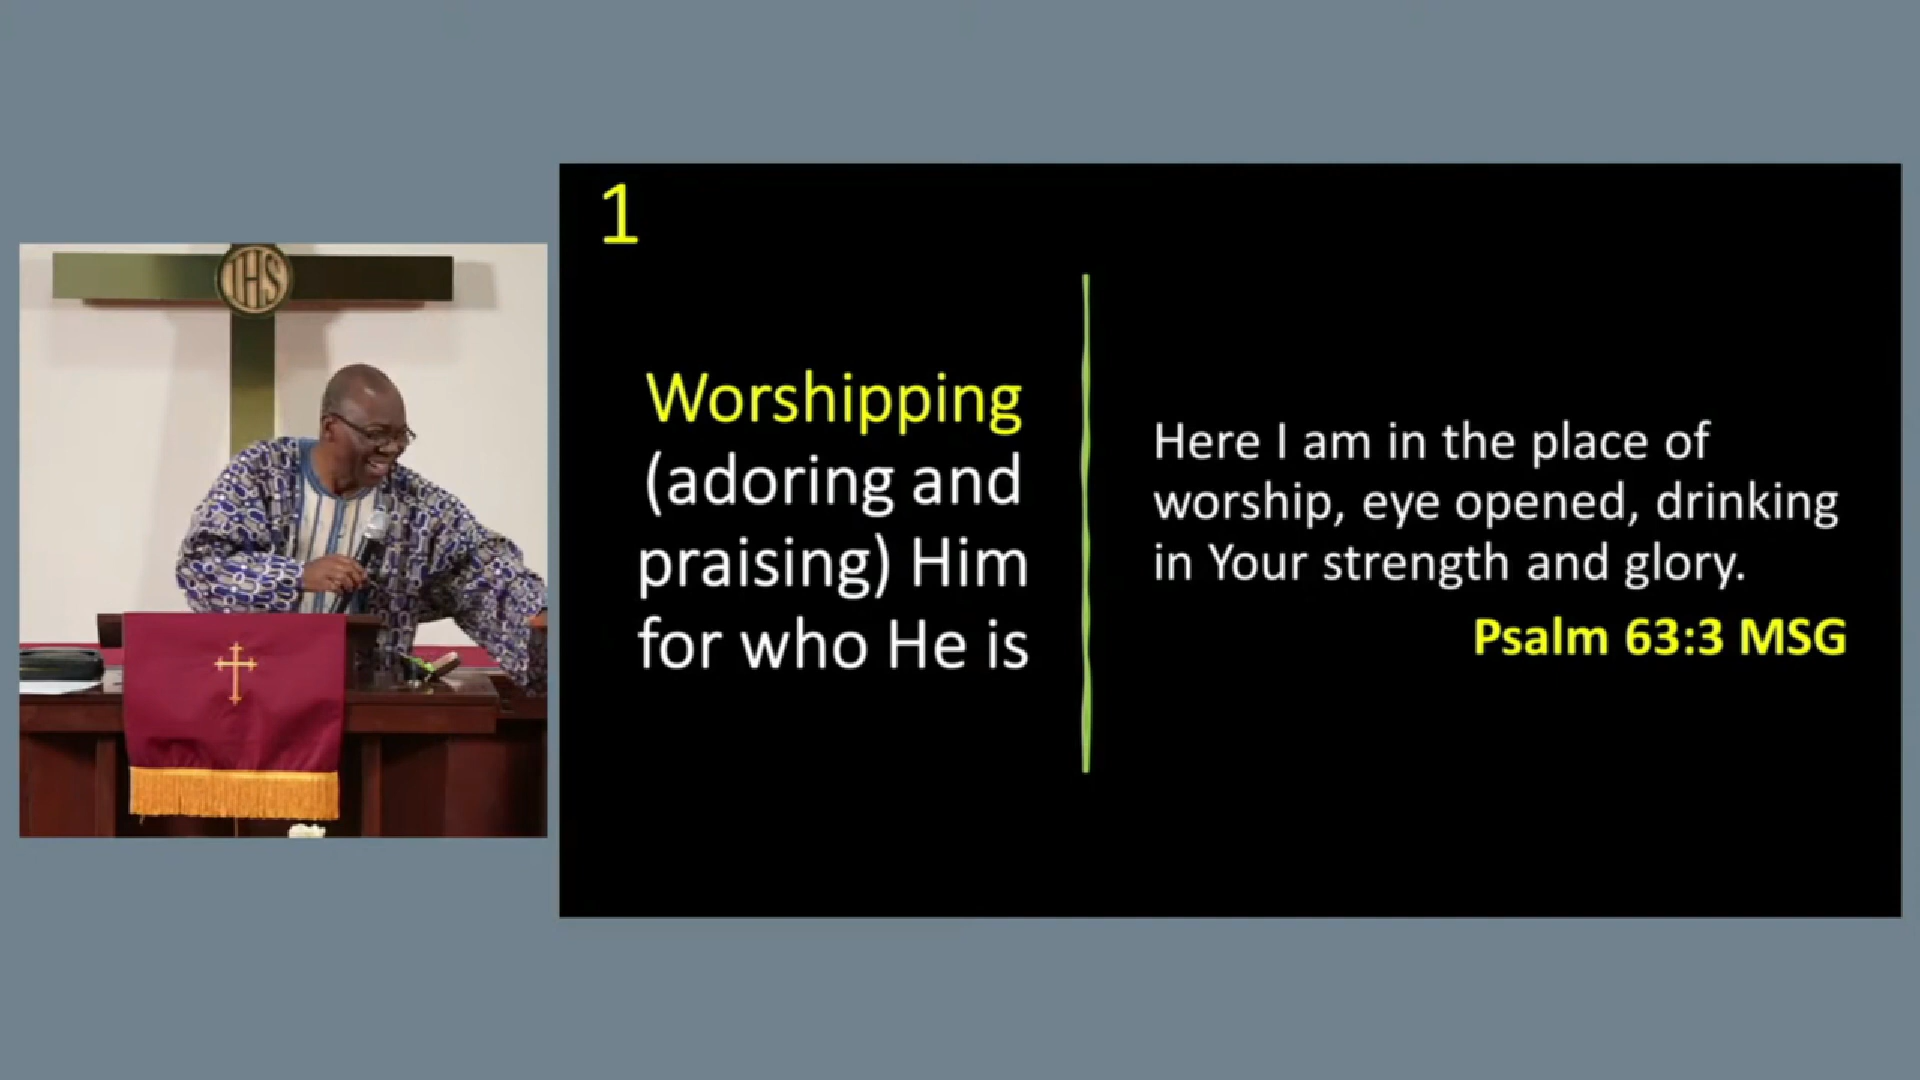 IHS
1
Worshipping
(adoring and
praising) Him
for who He is
Here I am in the place of
worship, eye opened, drinking
in Your strength and glory.
Psalm 63:3 MSG